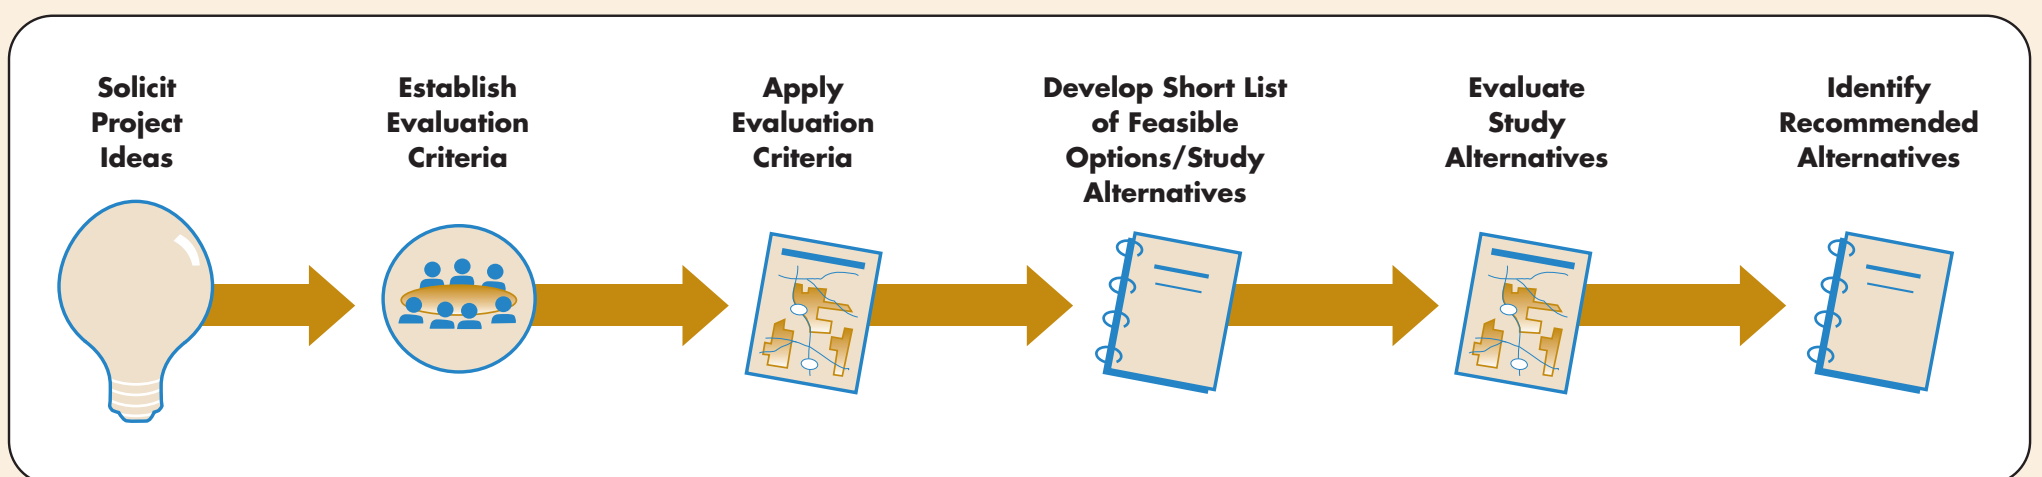 Solicit
Project
Ideas
Establish
Evaluation
Criteria
Apply
Evaluation
Criteria
Develop Short List
of Feasible
Options/Study
Alternatives
Evaluate
Study
Alternatives
Identify
Recommended
Alternatives